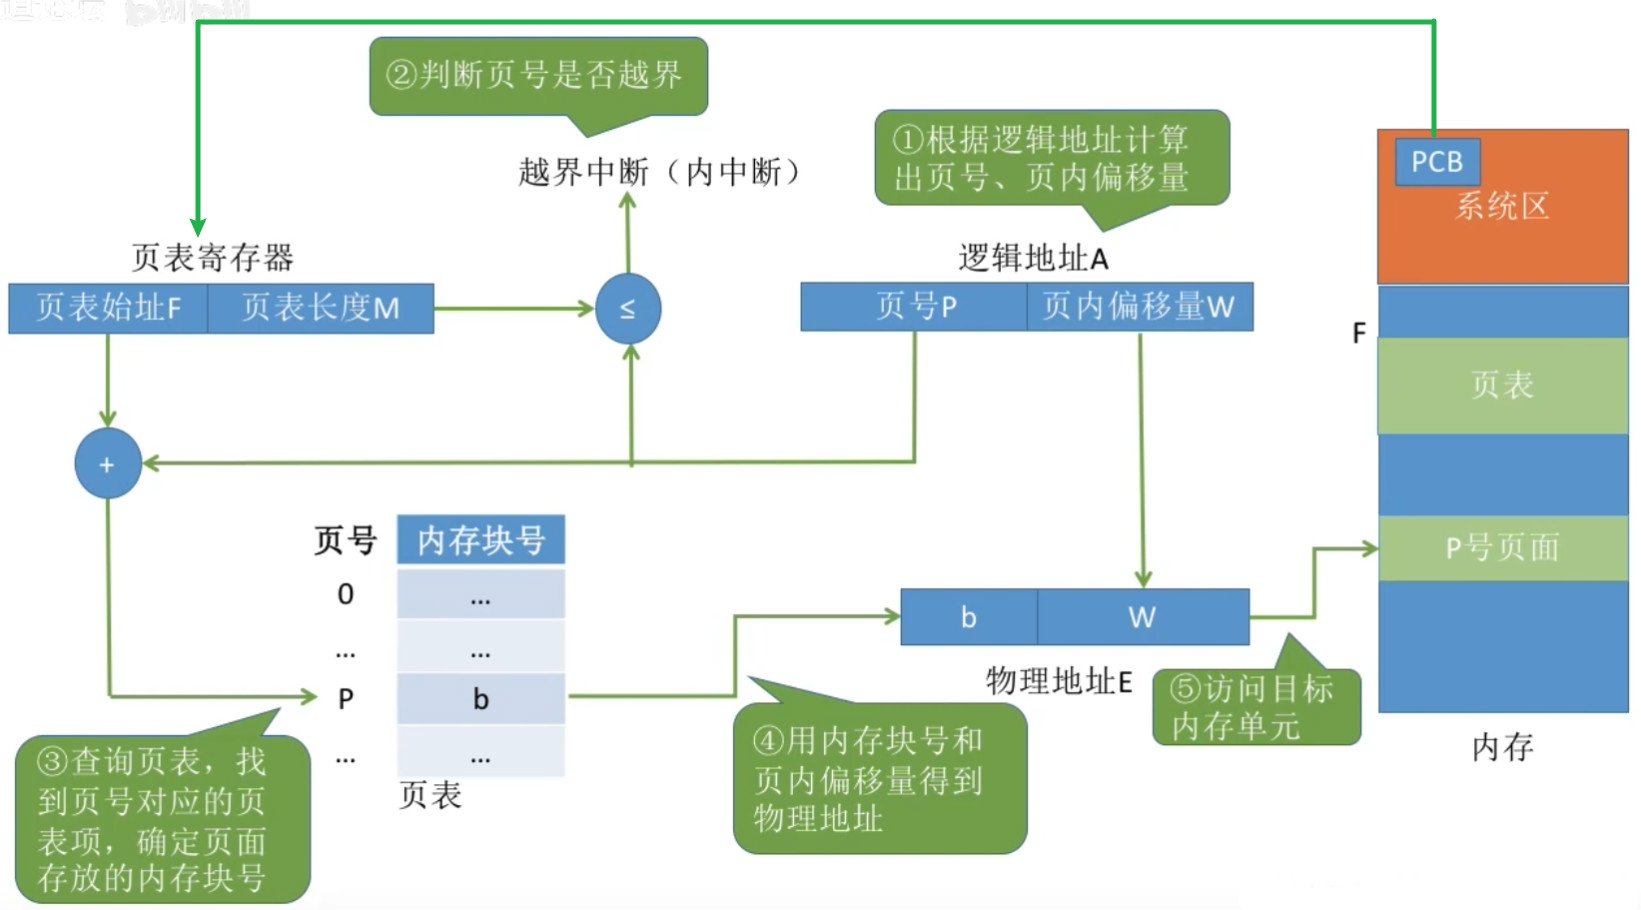 ②判断页号是否越界
①根据逻辑地址计算
出页号、页内偏移量
PCB
系统区
越界中断（内中断）
页表寄存器
逻辑地址A
页表始址F
页表长度M
≤
页号P
页内偏移量W
F
页表
+
页号
内存块号
P号页面
0
...
...
...
P
b
...
...
页表
b
W
物理地址E
⑤访问目标
内存单元
内存
③查询页表，找
到页号对应的页
表项，确定页面
存放的内存块号
④用内存块号和
页内偏移量得到
物理地址